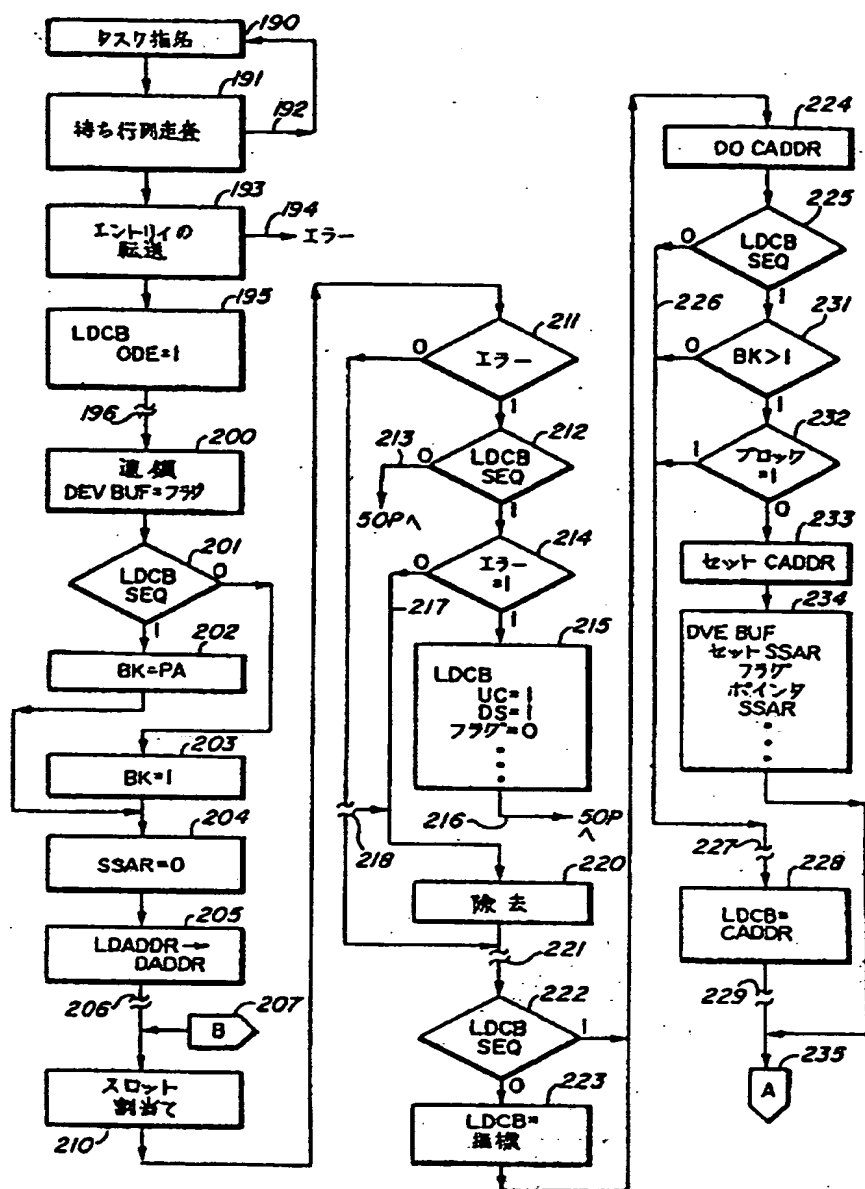 190
タスク指名
191
待ち行列走査
192
193
エントリィの
転送
194
エラー
195
LDCB
ODE=1
196
200
連鎖
DEV BUF=フラグ
201
LDCB
SEQ
0
1
202
BK=PA
203
BK=1
204
SSAR=0
205
LDADDR→
DADDR
206
207
B
スロット
割当て
210
211
エラー
0
1
212
LDCB
SEQ
213
0
1
50Pへ
214
エラー
=1
0
1
217
215
LDCB
UC=1
DS=1
フラグ=0
216
50P
へ
218
220
除去
221
222
LDCB
SEQ
1
0
223
LDCB=
224
DO CADDR
225
LDCB
SEQ
0
1
226
231
BK>1
0
1
232
ブロック
=1
1
0
233
セット CADDR
234
DVE BUF
セット SSAR
フラグ
ポインタ
SSAR
227
228
LDCB=
CADDR
229
235
A